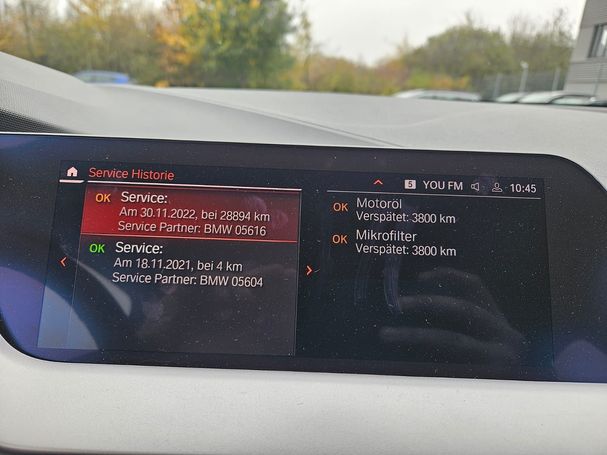 Service Historie
5 YOU FM 10:45
OK Service:
Am 30.11.2022, bei 28894 km
Service Partner: BMW 05616
OK Service:
Am 18.11.2021, bei 4 km
Service Partner: BMW 05604
OK Motoröl
Verspätet: 3800 km
OK Mikrofilter
Verspätet: 3800 km